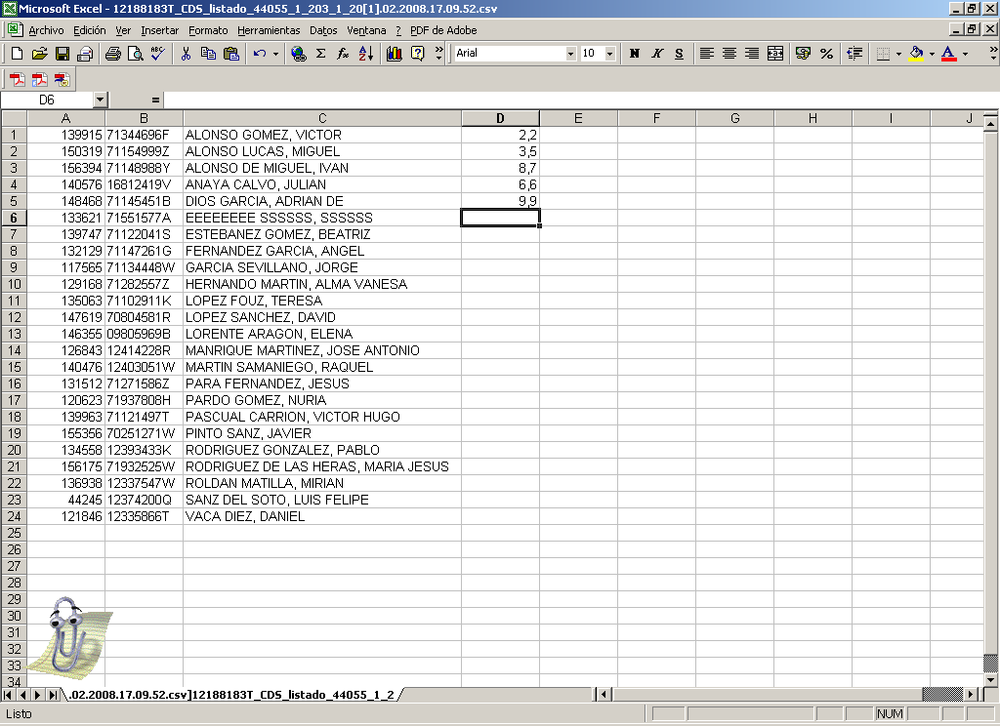 Microsoft Excel - 12188183T_CDS_listado_44055_1_203_1_20[1].02.2008.17.09.52.csv
Archivo Edición Ver Insertar Formato Herramientas Datos Ventana ? PDF de Adobe
Arial 10 N K S
D6 =
A B C D E F G H I J
1 139915 71344696F ALONSO GOMEZ, VICTOR 2,2
2 150319 71154999Z ALONSO LUCAS, MIGUEL 3,5
3 156394 71148988Y ALONSO DE MIGUEL, IVAN 8,7
4 140576 16812419V ANAYA CALVO, JULIAN 6,6
5 148468 71145451B DIOS GARCIA, ADRIAN DE 9,9
6 133621 71551577A EEEEEEEE SSSSSS, SSSSSS
7 139747 71122041S ESTEBANEZ GOMEZ, BEATRIZ
8 132129 71147261G FERNANDEZ GARCIA, ANGEL
9 117565 71134448W GARCIA SEVILLANO, JORGE
10 129168 71282557Z HERNANDO MARTIN, ALMA VANESA
11 135063 71102911K LOPEZ FOUZ, TERESA
12 147619 70804581R LOPEZ SANCHEZ, DAVID
13 146355 09805969B LORENTE ARAGON, ELENA
14 126843 12414228R MANRIQUE MARTINEZ, JOSE ANTONIO
15 140476 12403051W MARTIN SAMANIEGO, RAQUEL
16 131512 71271586Z PARA FERNANDEZ, JESUS
17 120623 71937808H PARDO GOMEZ, NURIA
18 139963 71121497T PASCUAL CARRION, VICTOR HUGO
19 155356 70251271W PINTO SANZ, JAVIER
20 134558 12393433K RODRIGUEZ GONZALEZ, PABLO
21 156175 71932525W RODRIGUEZ DE LAS HERAS, MARIA JESUS
22 136938 12337547W ROLDAN MATILLA, MIRIAN
23 44245 12374200Q SANZ DEL SOTO, LUIS FELIPE
24 121846 12335866T VACA DIEZ, DANIEL
25
26
27
28
29
30
31
32
33
34
.02.2008.17.09.52.csv]12188183T_CDS_listado_44055_1_2
Listo NUM